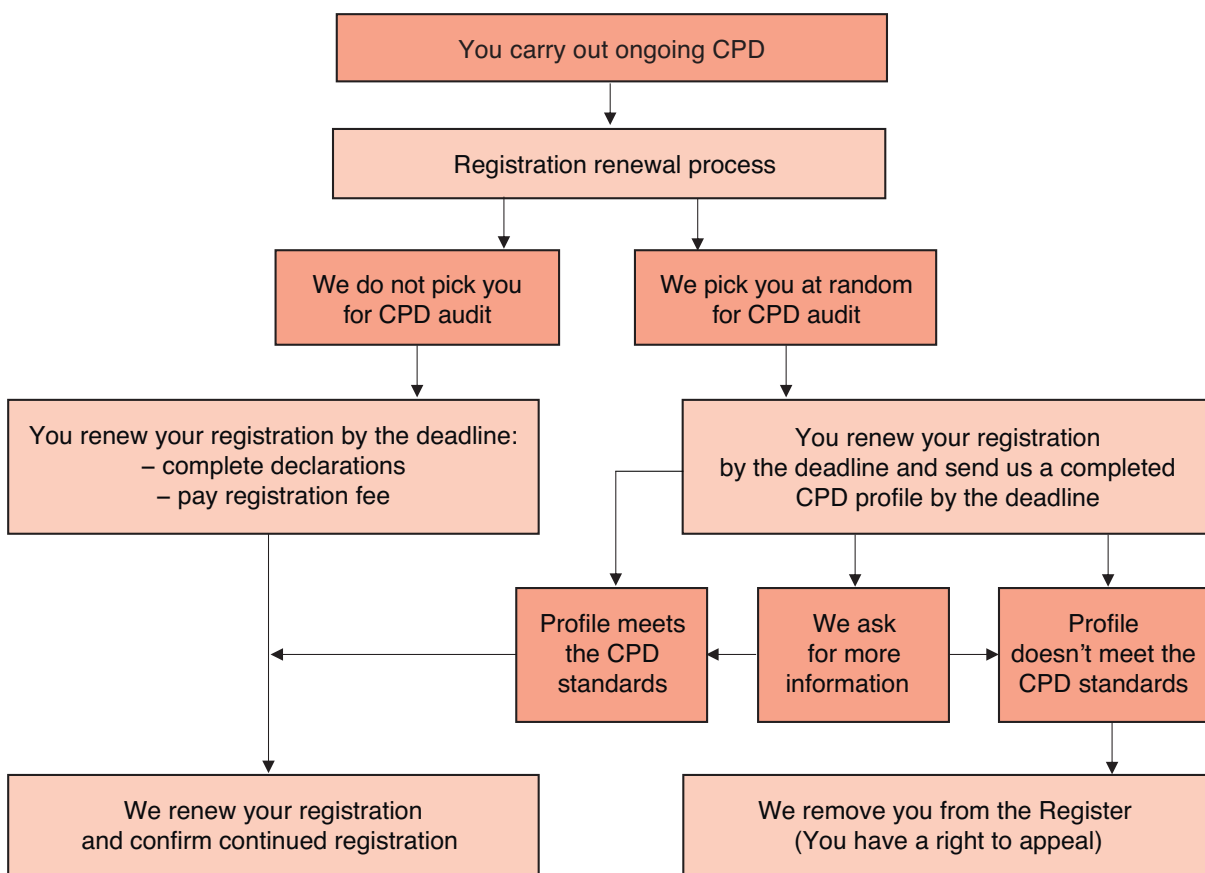 You carry out ongoing CPD
Registration renewal process
We do not pick you
for CPD audit
We pick you at random
for CPD audit
You renew your registration by the deadline:
– complete declarations
– pay registration fee
You renew your registration
by the deadline and send us a completed
CPD profile by the deadline
Profile meets
the CPD
standards
We ask
for more
information
Profile
doesn’t meet the
CPD standards
We renew your registration
and confirm continued registration
We remove you from the Register
(You have a right to appeal)